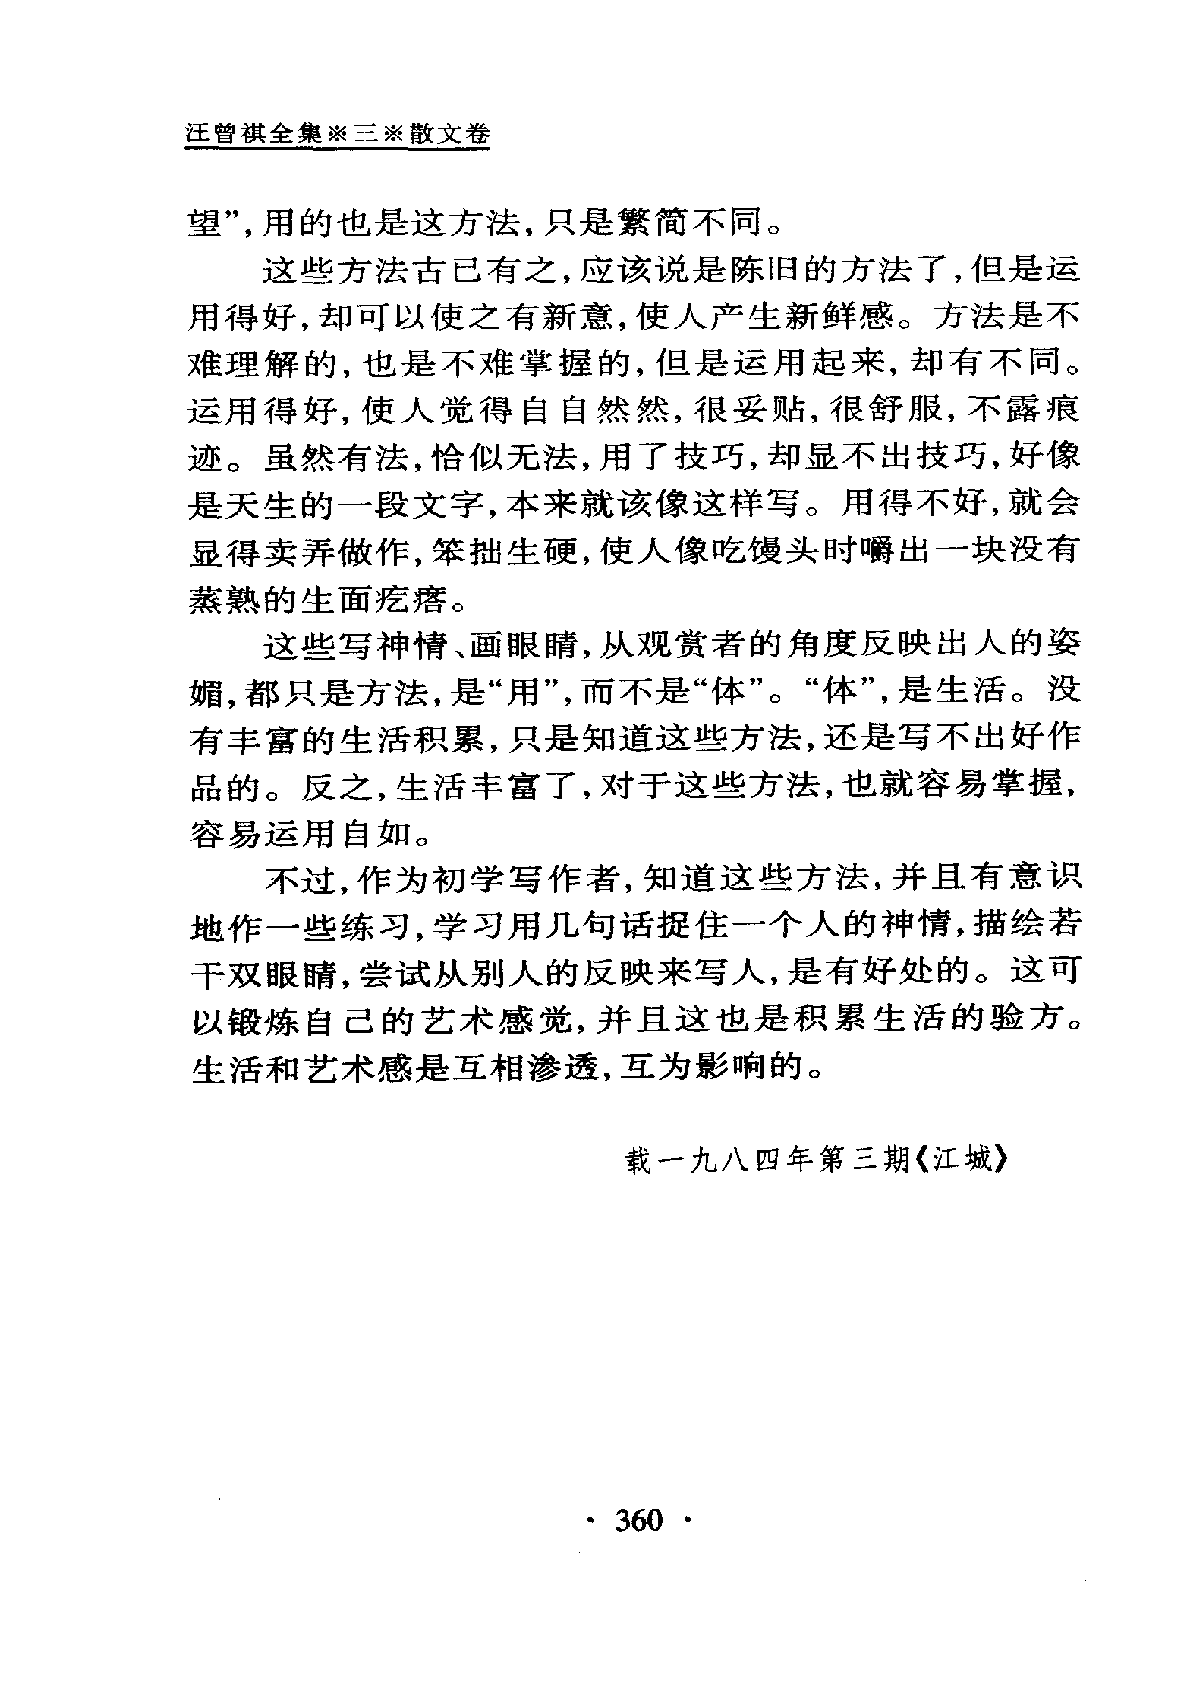 汪曾祺全集※三※散文卷
望”，用的也是这方法，只是繁简不同。
这些方法古已有之，应该说是陈旧的方法了，但是运
用得好，却可以使之有新意，使人产生新鲜感。方法是不
难理解的，也是不难掌握的，但是运用起来，却有不同。
运用得好，使人觉得自自然然，很妥贴，很舒服，不露痕
迹。虽然有法，恰似无法，用了技巧，却显不出技巧，好像
是天生的一段文字，本来就该像这样写。用得不好，就会
显得卖弄做作，笨拙生硬，使人像吃馒头时嚼出一块没有
蒸熟的生面疙瘩。
这些写神情、画眼睛，从观赏者的角度反映出人的姿
媚，都只是方法，是“用”，而不是“体”。“体”，是生活。没
有丰富的生活积累，只是知道这些方法，还是写不出好作
品的。反之，生活丰富了，对于这些方法，也就容易掌握，
容易运用自如。
不过，作为初学写作者，知道这些方法，并且有意识
地作一些练习，学习用几句话捉住一个人的神情，描绘若
干双眼睛，尝试从别人的反映来写人，是有好处的。这可
以锻炼自己的艺术感觉，并且这也是积累生活的验方。
生活和艺术感是互相渗透，互为影响的。
载一九八四年第三期《江城》
· 360 ·